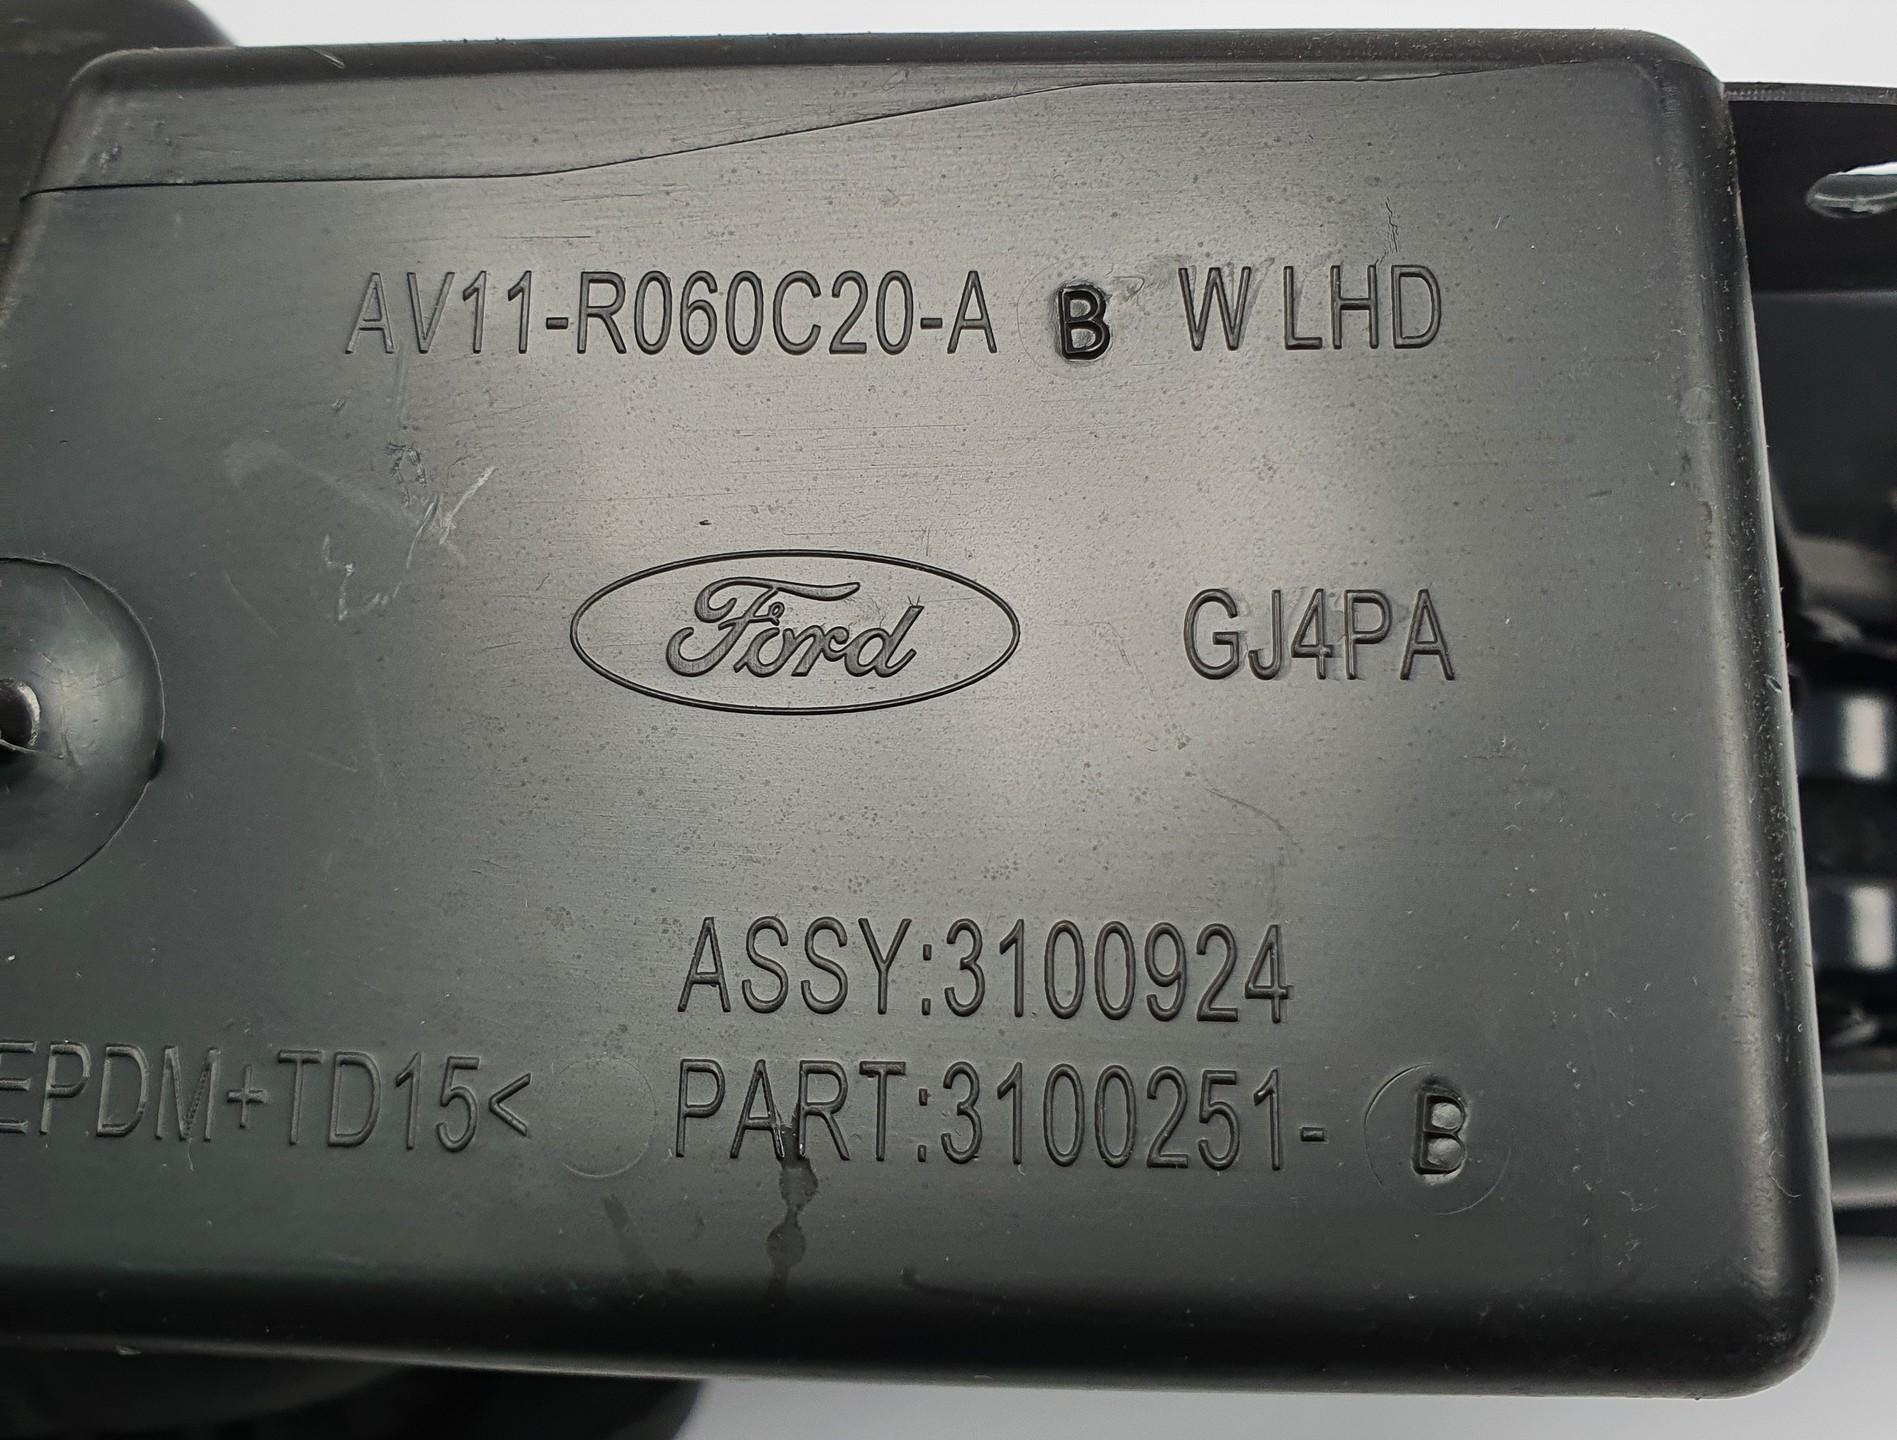 AV11-R060C20-A B W LHD
Ford GJ4PA
ASSY:3100924
EPDM+TD15< PART:3100251- B